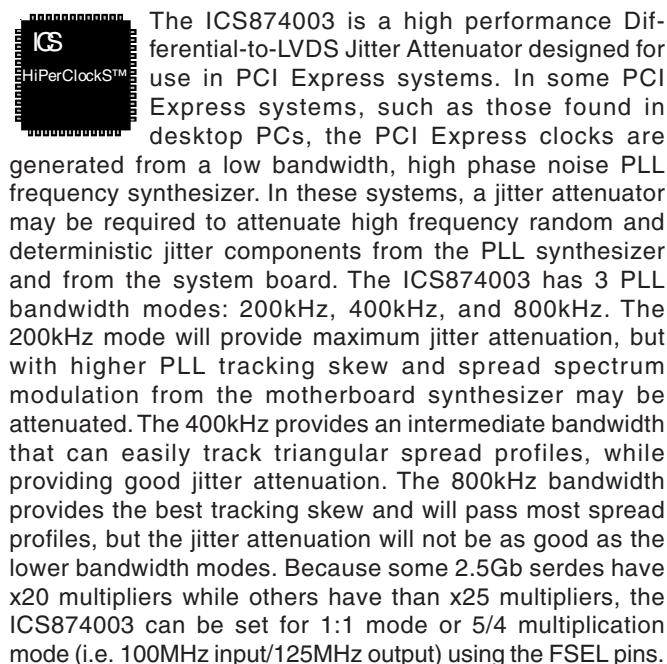 ICS
HiPerClockS™
The ICS874003 is a high performance Dif-
ferential-to-LVDS Jitter Attenuator designed for
use in PCI Express systems. In some PCI
Express systems, such as those found in
desktop PCs, the PCI Express clocks are
generated from a low bandwidth, high phase noise PLL
frequency synthesizer. In these systems, a jitter attenuator
may be required to attenuate high frequency random and
deterministic jitter components from the PLL synthesizer
and from the system board. The ICS874003 has 3 PLL
bandwidth modes: 200kHz, 400kHz, and 800kHz. The
200kHz mode will provide maximum jitter attenuation, but
with higher PLL tracking skew and spread spectrum
modulation from the motherboard synthesizer may be
attenuated. The 400kHz provides an intermediate bandwidth
that can easily track triangular spread profiles, while
providing good jitter attenuation. The 800kHz bandwidth
provides the best tracking skew and will pass most spread
profiles, but the jitter attenuation will not be as good as the
lower bandwidth modes. Because some 2.5Gb serdes have
x20 multipliers while others have than x25 multipliers, the
ICS874003 can be set for 1:1 mode or 5/4 multiplication
mode (i.e. 100MHz input/125MHz output) using the FSEL pins.